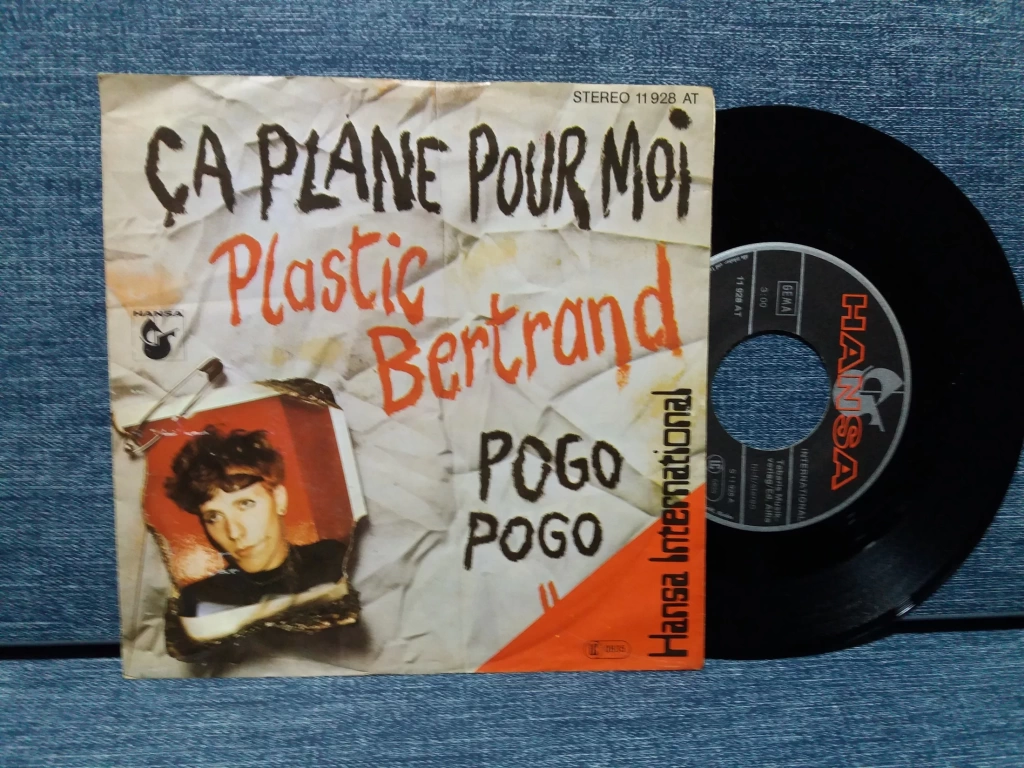 STEREO 11 928 AT
ÇA PLANE POUR MOI
Plastic
Bertrand
HANSA
POGO
POGO
Hansa International
HANSA
INTERNATIONAL
GEMA
S 00
11 928 AT